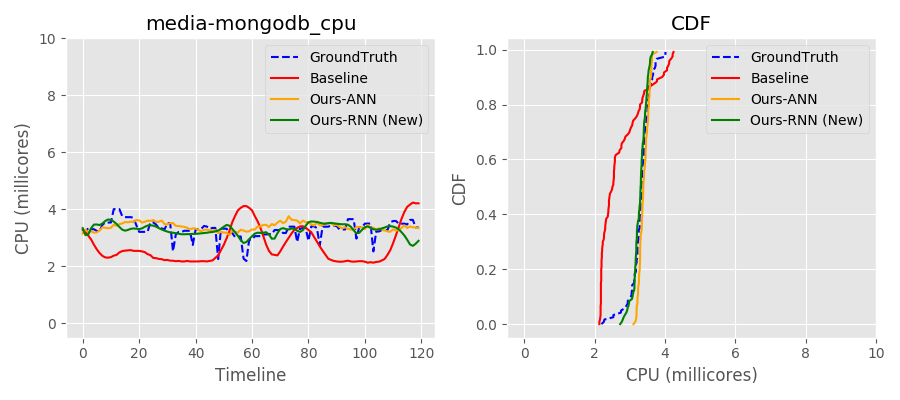 media-mongodb_cpu
CPU (millicores)
10
8
6
4
2
0
GroundTruth
Baseline
Ours-ANN
Ours-RNN (New)
0 20 40 60 80 100 120
Timeline
CDF
CDF
1.0
0.8
0.6
0.4
0.2
0.0
GroundTruth
Baseline
Ours-ANN
Ours-RNN (New)
0 2 4 6 8 10
CPU (millicores)